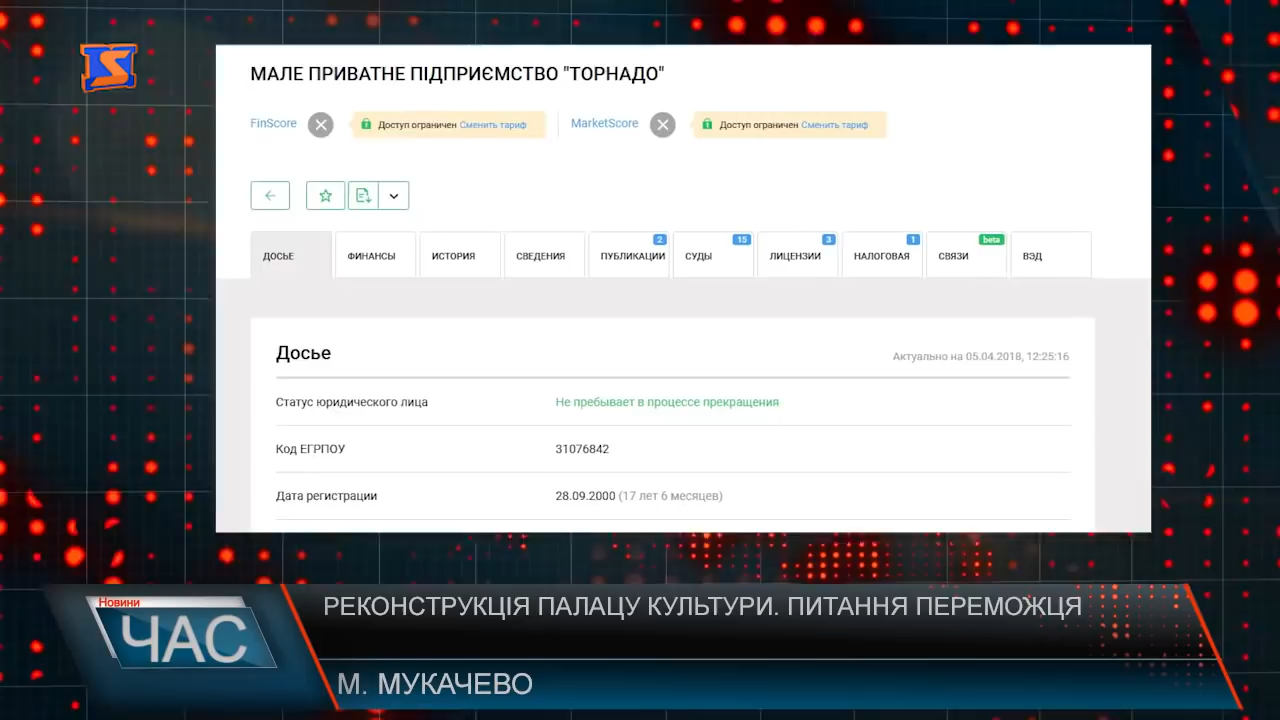 МАЛЕ ПРИВАТНЕ ПІДПРИЄМСТВО "ТОРНАДО"
FinScore Доступ ограничен Сменить тариф MarketScore Доступ ограничен Сменить тариф
2 15 3 1 beta
ДОСЬЕ ФИНАНСЫ ИСТОРИЯ СВЕДЕНИЯ ПУБЛИКАЦИИ СУДЫ ЛИЦЕНЗИИ НАЛОГОВАЯ СВЯЗИ ВЭД
Досье Актуально на 05.04.2018, 12:25:16
Статус юридического лица Не пребывает в процессе прекращения
Код ЕГРПОУ 31076842
Дата регистрации 28.09.2000 (17 лет 6 месяцев)
Новини
ЧАС
РЕКОНСТРУКЦІЯ ПАЛАЦУ КУЛЬТУРИ. ПИТАННЯ ПЕРЕМОЖЦЯ
М. МУКАЧЕВО